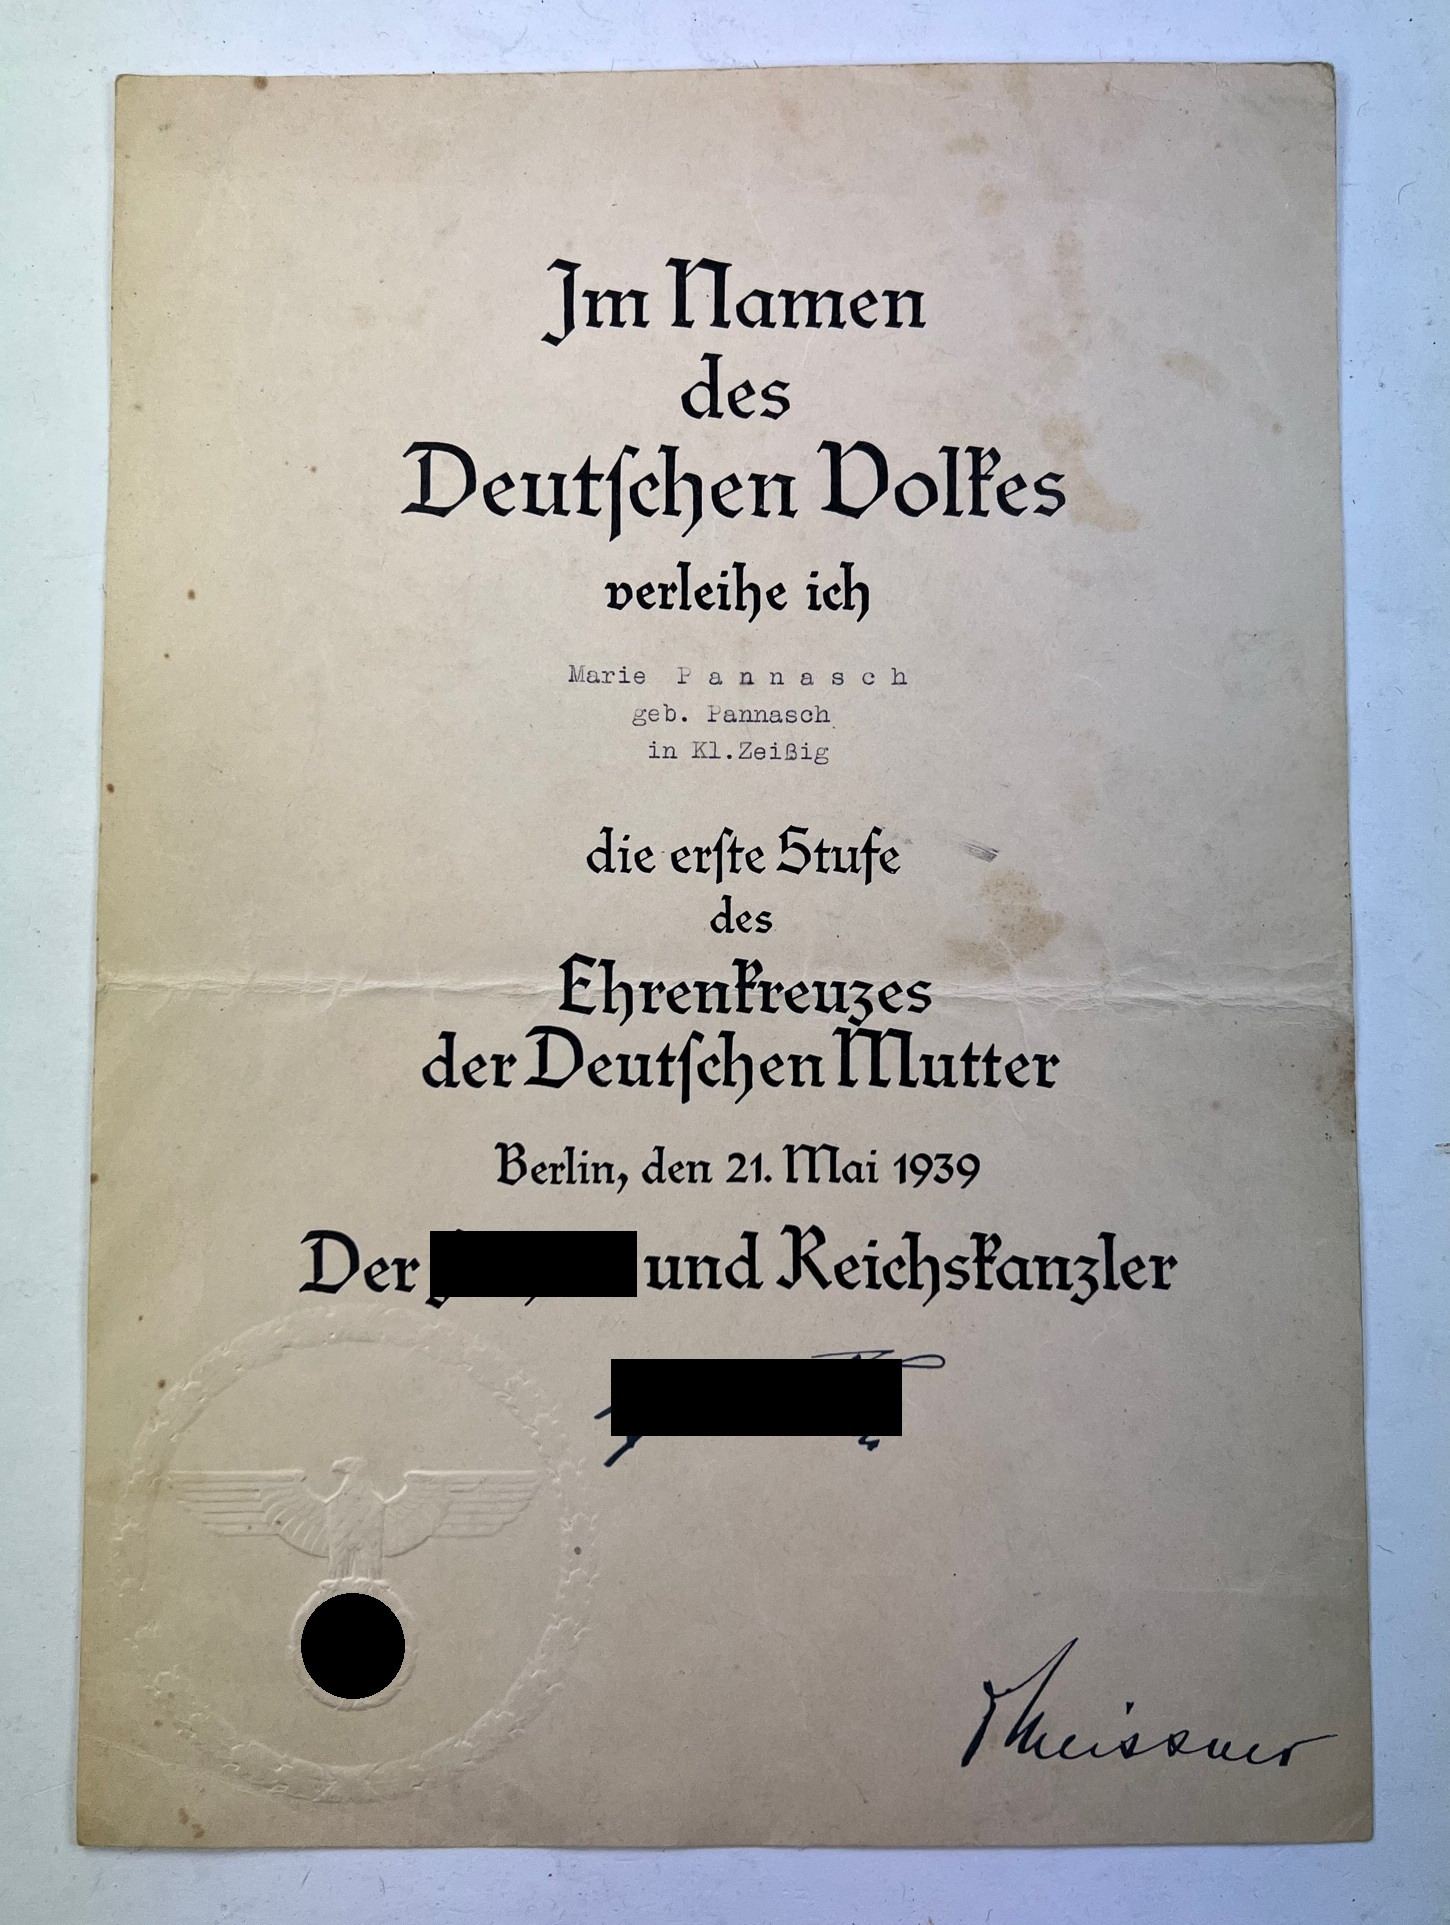 Im Namen
des
Deutschen Volkes
verleihe ich
Marie Pannasch
geb. Pannasch
in Kl.Zeißig
die erste Stufe
des
Ehrenkreuzes
der Deutschen Mutter
Berlin, den 21. Mai 1939
Der und Reichskanzler
Meissner